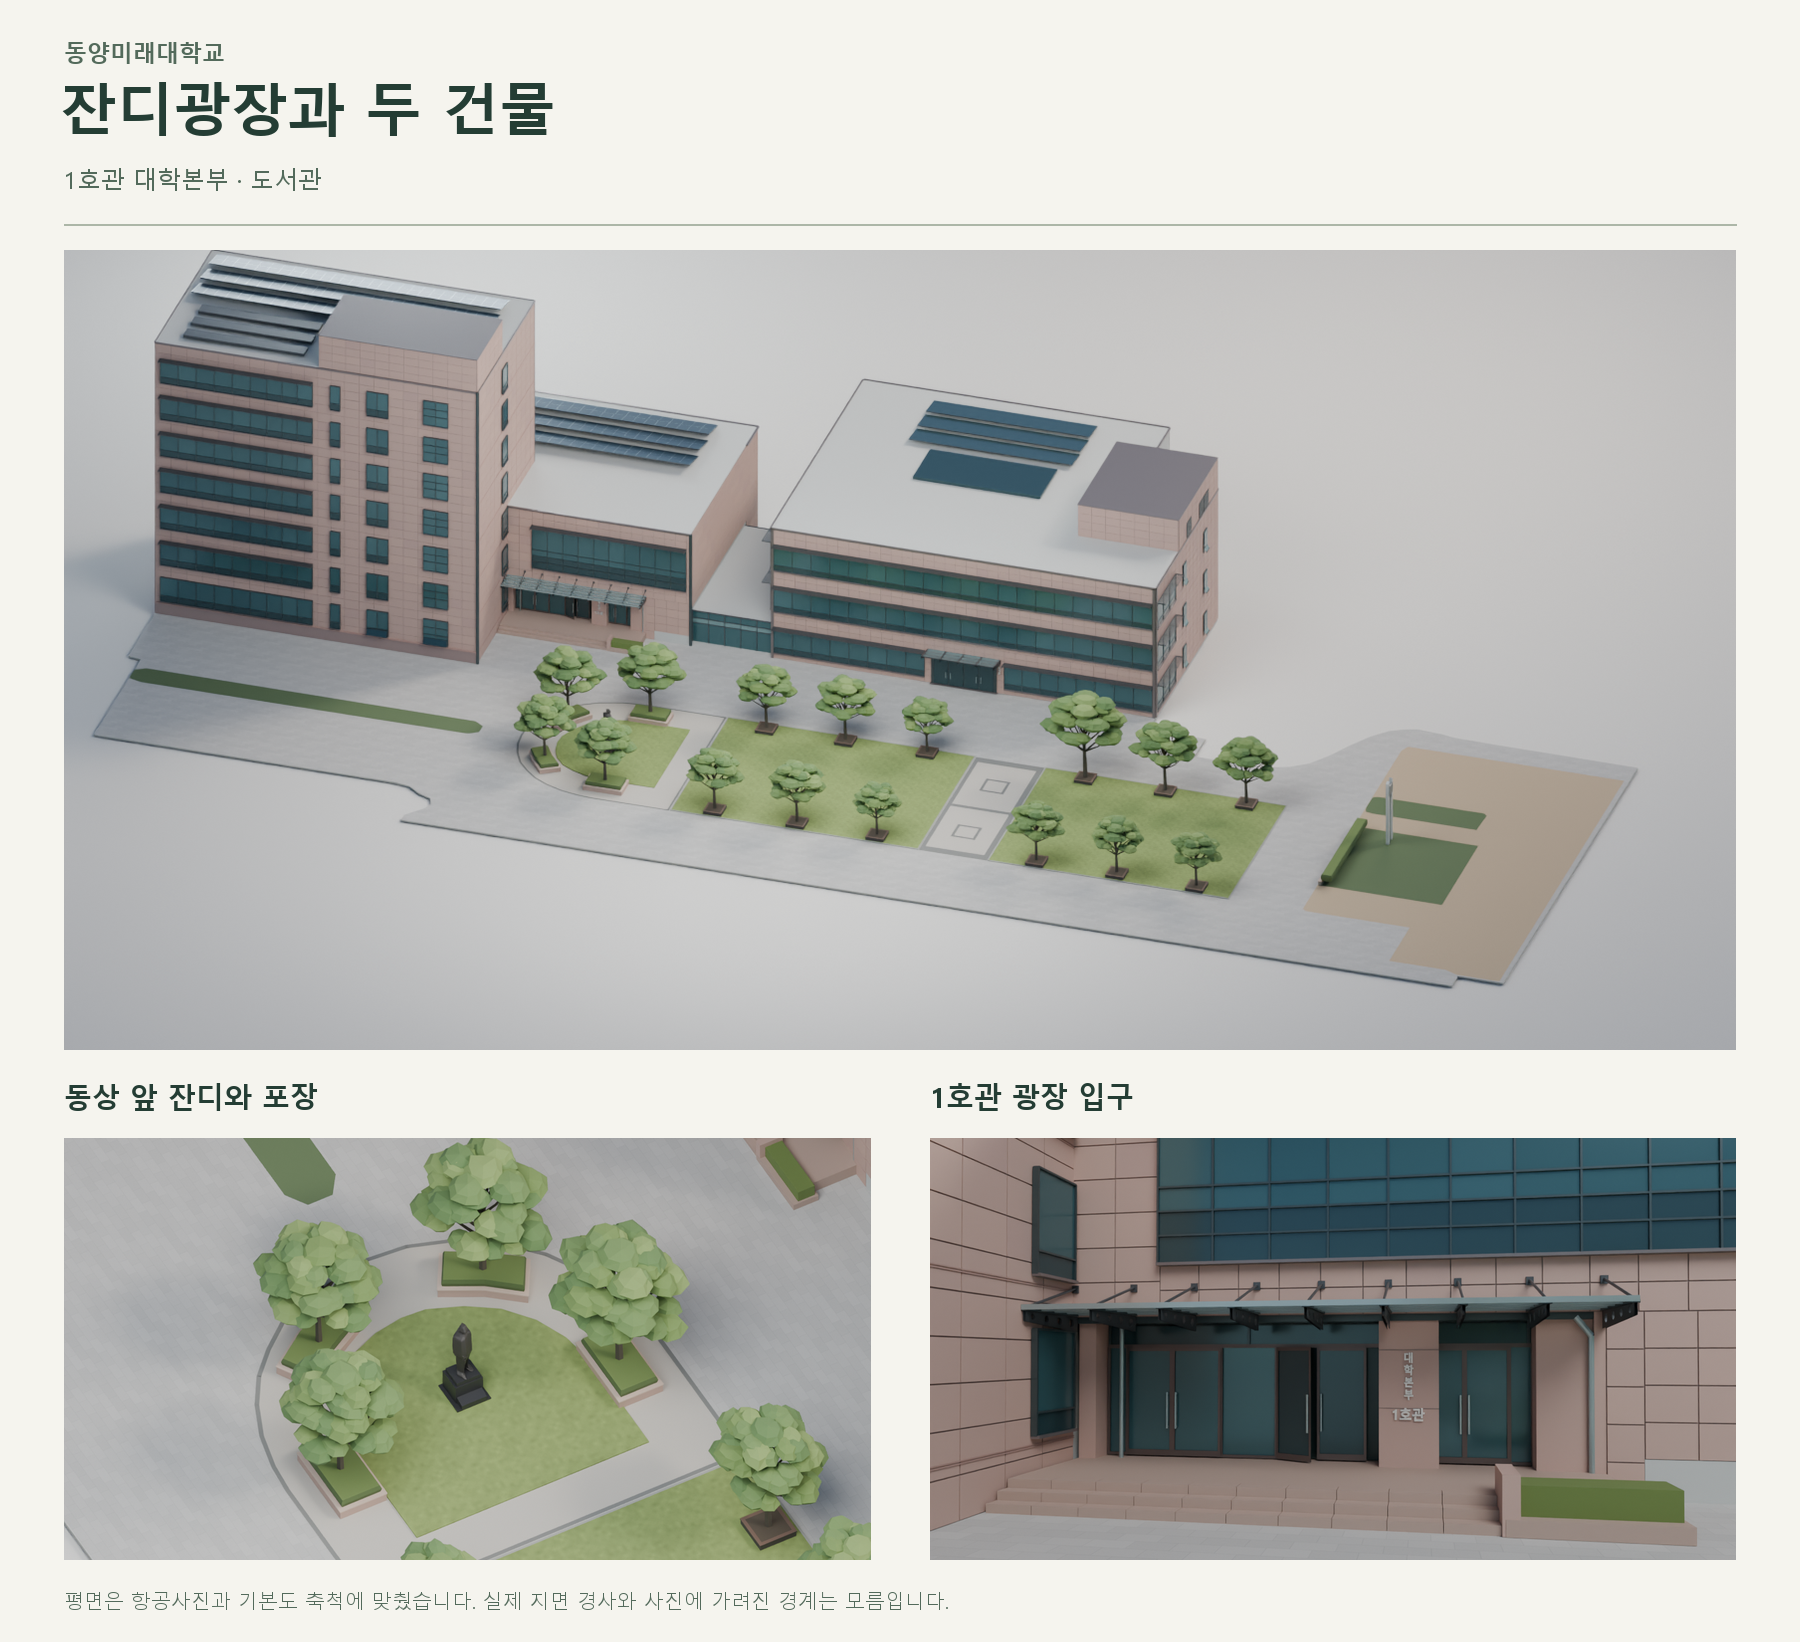 동양미래대학교
잔디광장과 두 건물
1호관 대학본부 · 도서관
동상 앞 잔디와 포장
1호관 광장 입구
대학본부
1호관
평면은 항공사진과 기본도 축척에 맞췄습니다. 실제 지면 경사와 사진에 가려진 경계는 모름입니다.